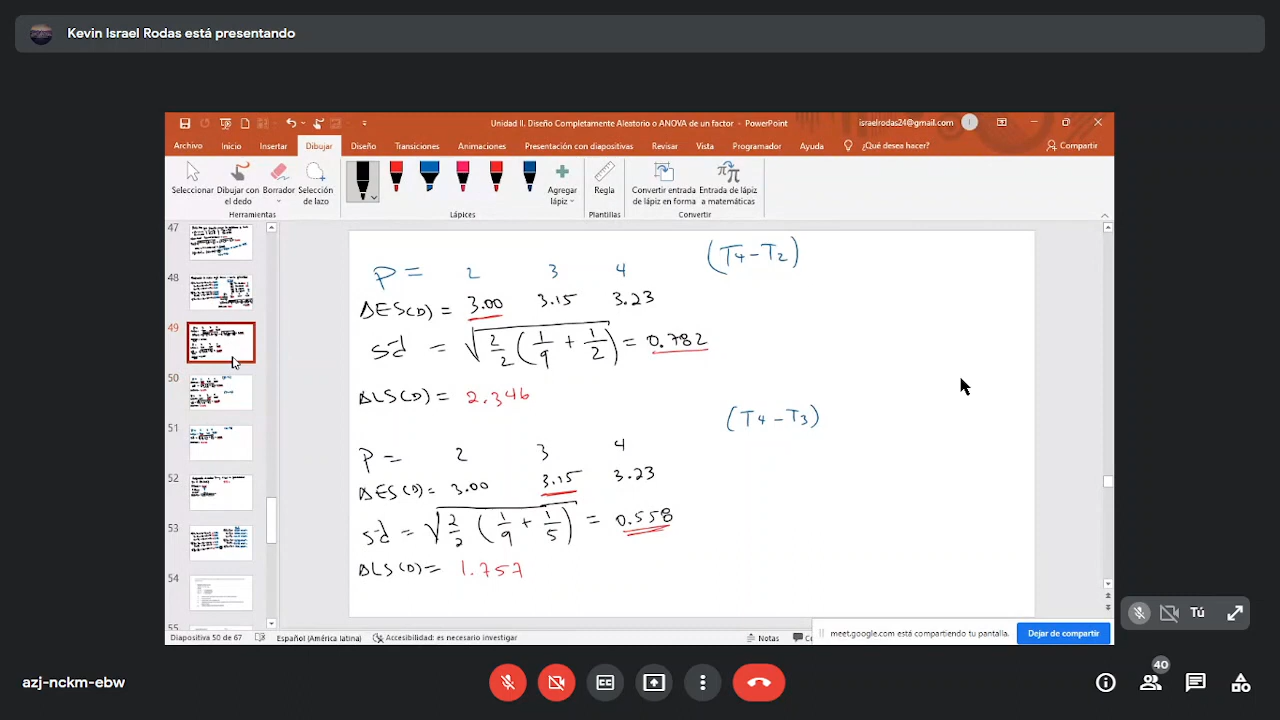 Kevin Israel Rodas está presentando
Unidad II. Diseño Completamente Aleatorio o ANOVA de un factor - PowerPoint
israelrodas24@gmail.com
I
Archivo Inicio Insertar Dibujar Diseño Transiciones Animaciones Presentación con diapositivas Revisar Vista Programador Ayuda ¿Qué desea hacer? Compartir
Seleccionar Dibujar con el dedo Borrador Selección de lazo Agregar lápiz Regla Convertir entrada de lápiz en forma Entrada de lápiz a matemáticas
Herramientas Lápices Plantillas Convertir
47
48
49
50
51
52
53
54
55
(T4-T2)
P = 2 3 4
ΔES(D) = 3.00 3.15 3.23
sd̄ = √2/2 (1/9 + 1/2) = 0.782
ΔLS(D) = 2.346
(T4-T3)
P = 2 3 4
ΔES(D) = 3.00 3.15 3.23
sd̄ = √2/2 (1/9 + 1/5) = 0.558
ΔLS(D) = 1.757
Diapositiva 50 de 67 Español (América latina) Accesibilidad: es necesario investigar Notas
meet.google.com está compartiendo tu pantalla. Dejar de compartir
Tú
azj-nckm-ebw
40